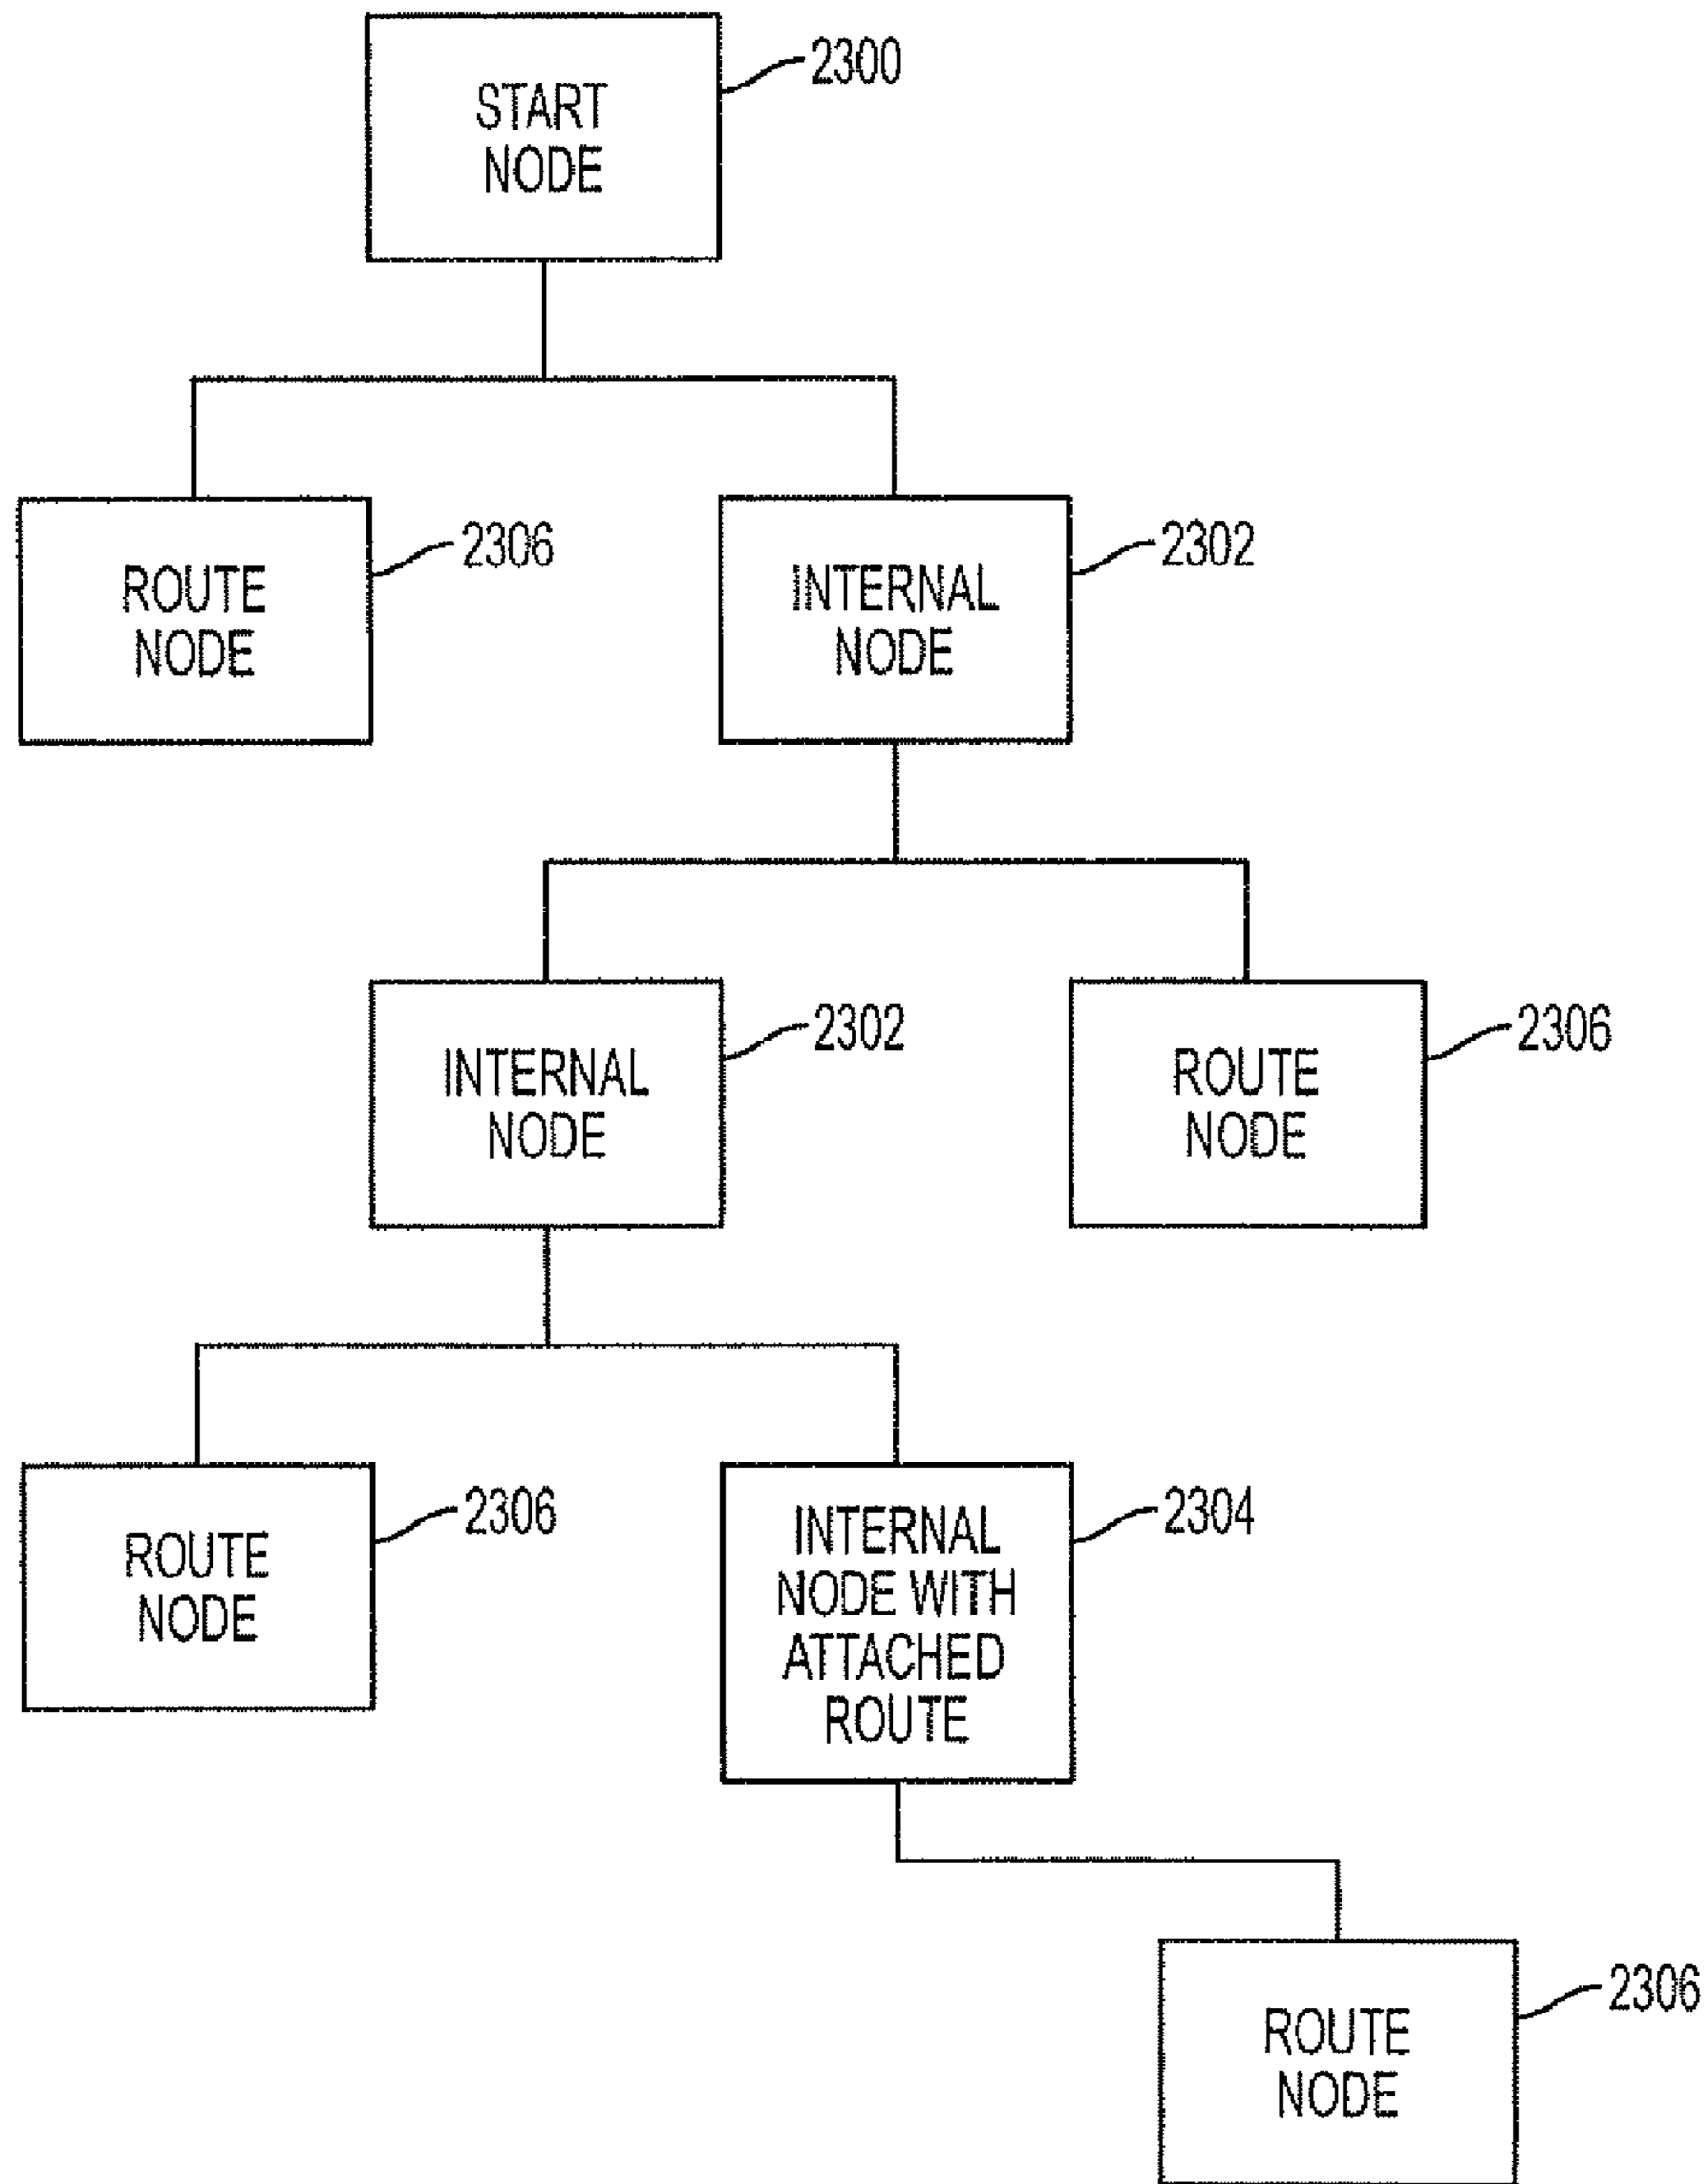 START
NODE
2300
ROUTE
NODE
2306
INTERNAL
NODE
2302
INTERNAL
NODE
2302
ROUTE
NODE
2306
ROUTE
NODE
2306
INTERNAL
NODE WITH
ATTACHED
ROUTE
2304
ROUTE
NODE
2306